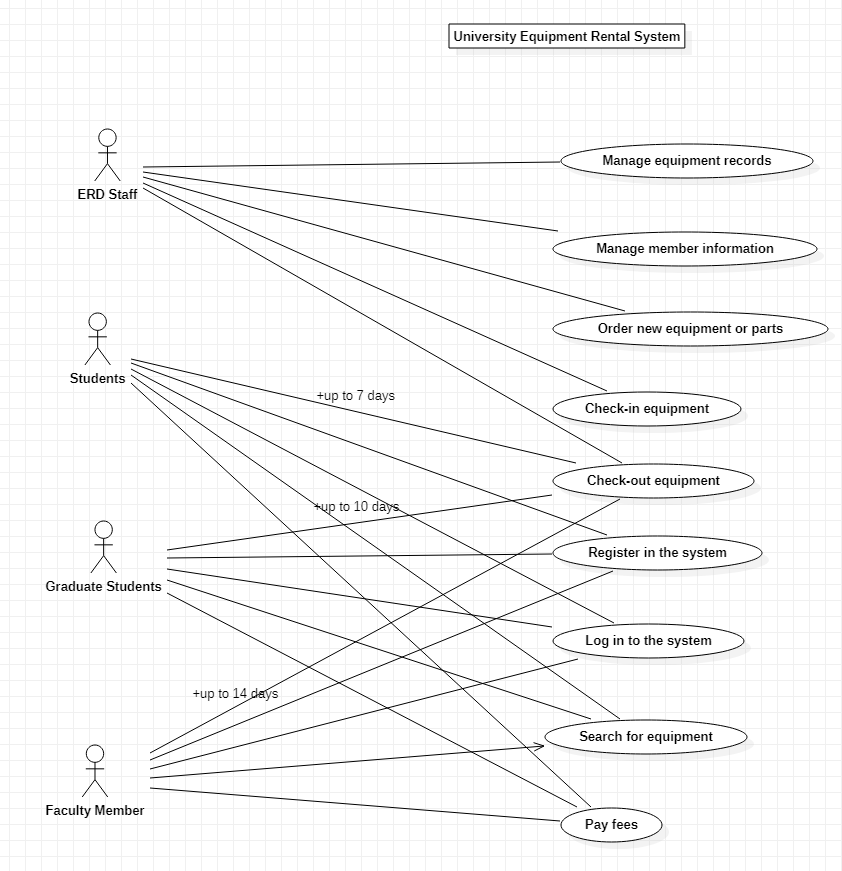 University Equipment Rental System
ERD Staff
Manage equipment records
Manage member information
Order new equipment or parts
Students
+up to 7 days
Check-in equipment
Check-out equipment
+up to 10 days
Register in the system
Graduate Students
Log in to the system
+up to 14 days
Search for equipment
Faculty Member
Pay fees